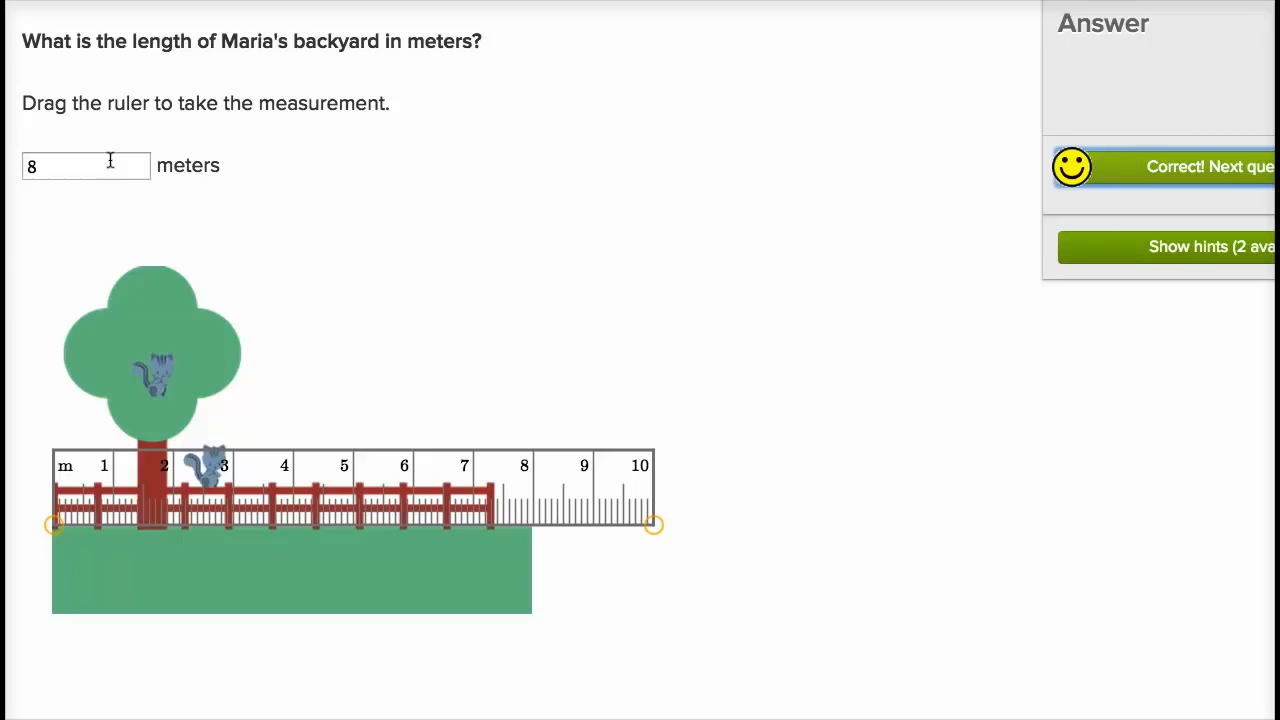 What is the length of Maria's backyard in meters?
Answer
Drag the ruler to take the measurement.
8 meters
Correct! Next que
Show hints (2 ava
m 1 2 3 4 5 6 7 8 9 10